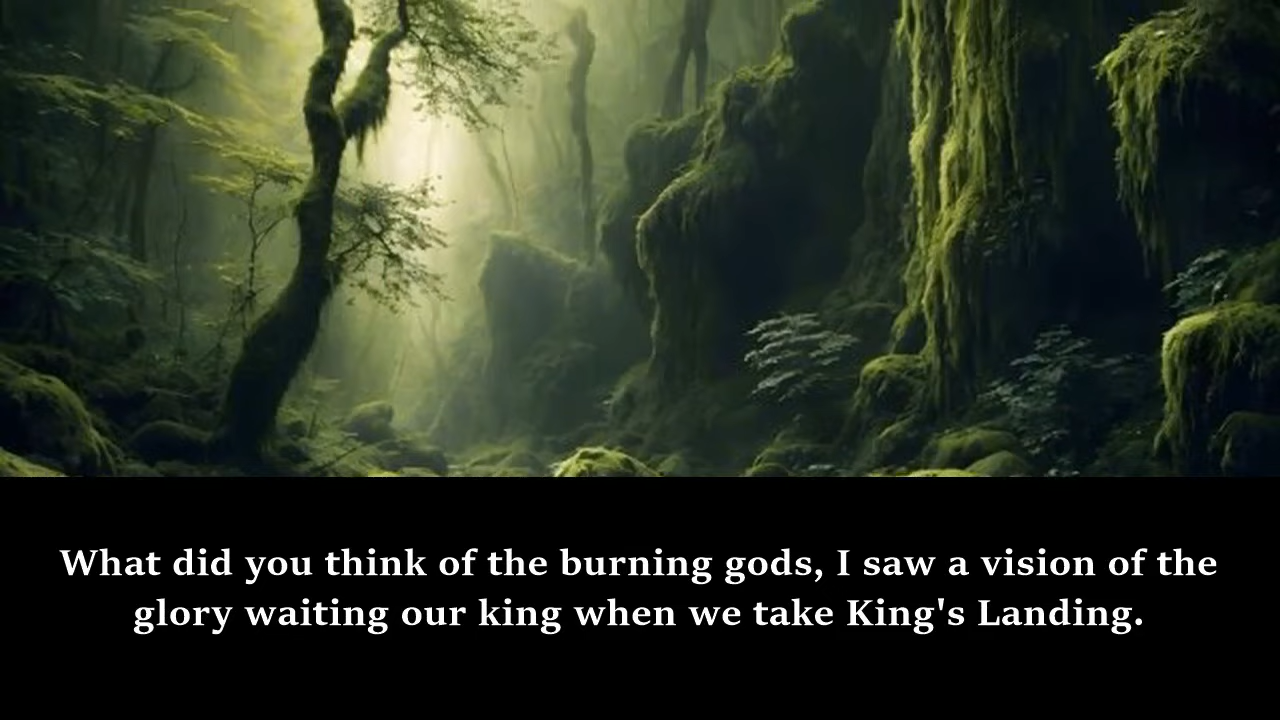 What did you think of the burning gods, I saw a vision of the
glory waiting our king when we take King's Landing.